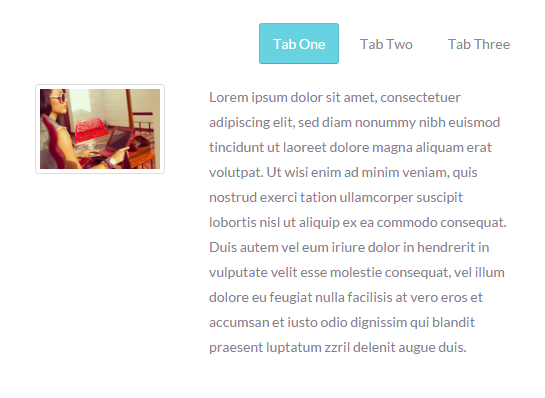 Tab One Tab Two Tab Three
Lorem ipsum dolor sit amet, consectetuer
adipiscing elit, sed diam nonummy nibh euismod
tincidunt ut laoreet dolore magna aliquam erat
volutpat. Ut wisi enim ad minim veniam, quis
nostrud exerci tation ullamcorper suscipit
lobortis nisl ut aliquip ex ea commodo consequat.
Duis autem vel eum iriure dolor in hendrerit in
vulputate velit esse molestie consequat, vel illum
dolore eu feugiat nulla facilisis at vero eros et
accumsan et iusto odio dignissim qui blandit
praesent luptatum zzril delenit augue duis.